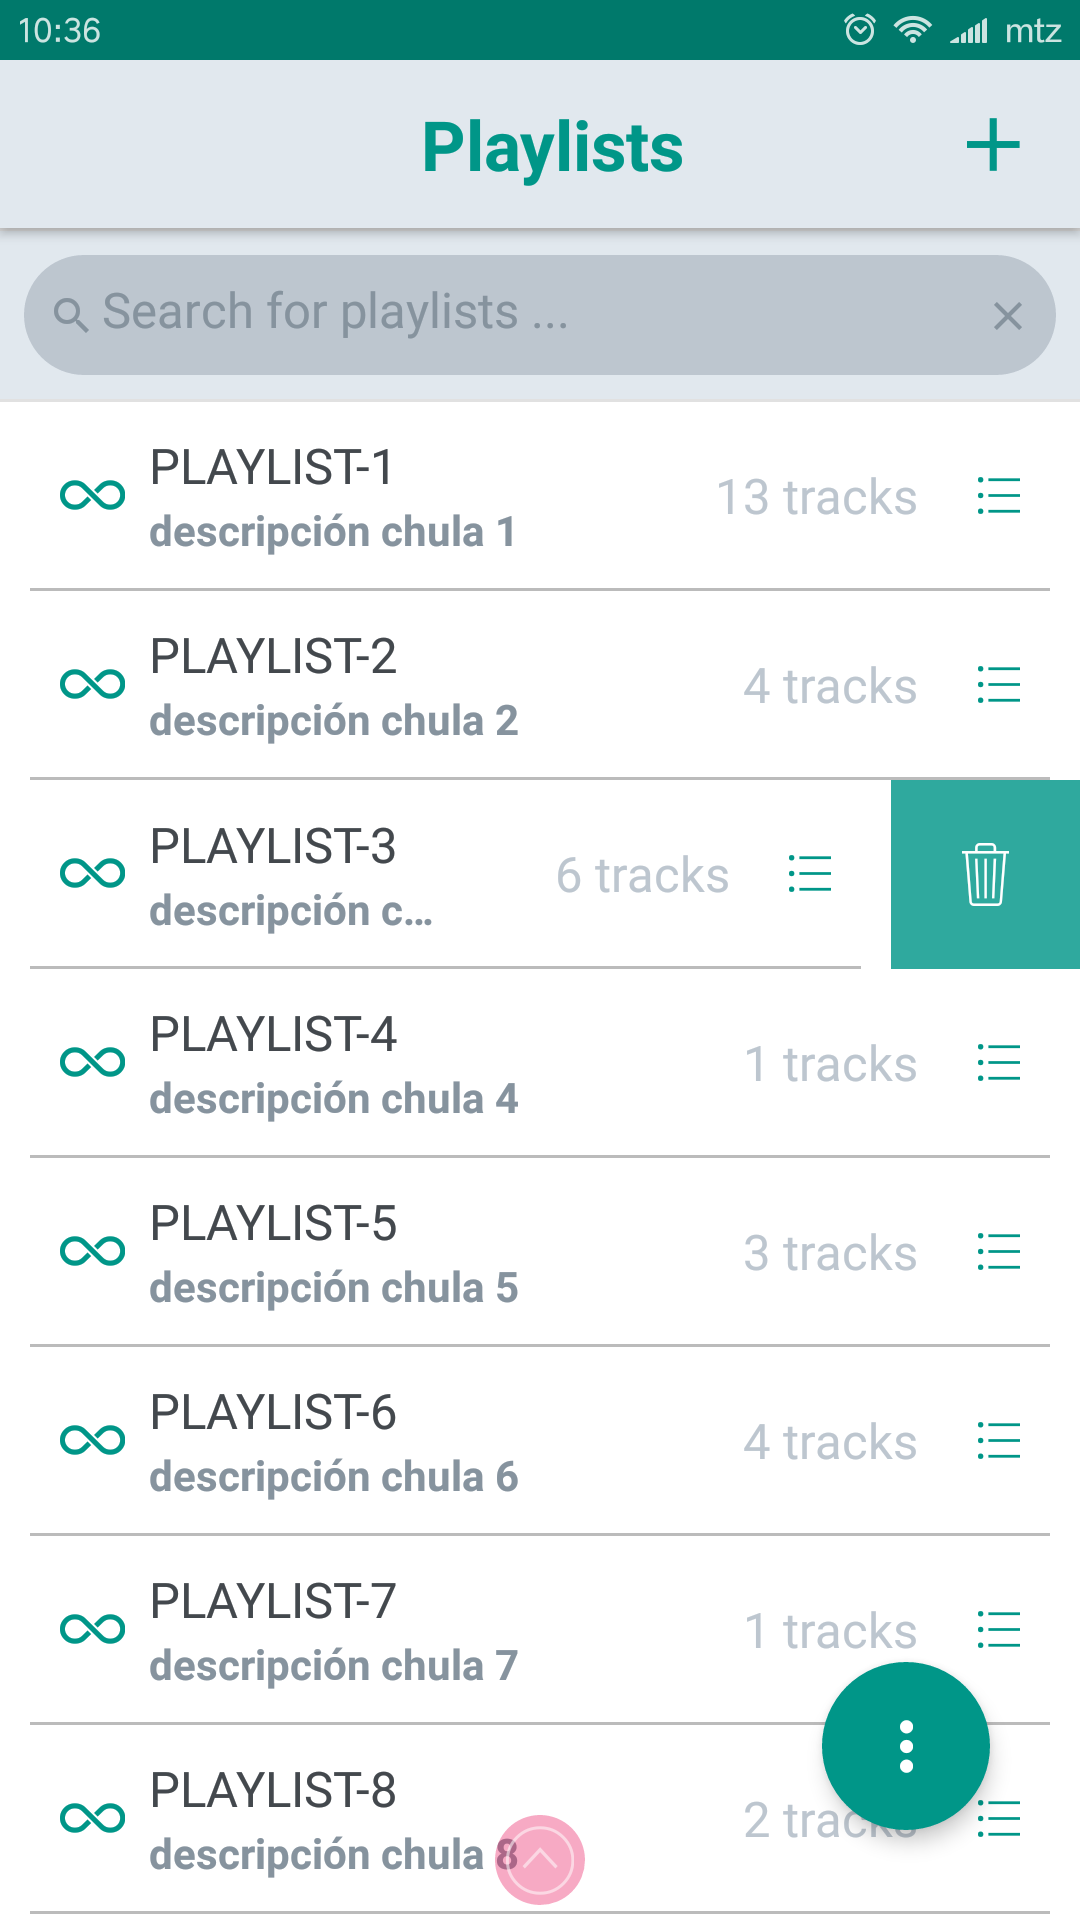 10:36 mtz
Playlists
Search for playlists ...
PLAYLIST-1
descripción chula 1
13 tracks
PLAYLIST-2
descripción chula 2
4 tracks
PLAYLIST-3
descripción c...
6 tracks
PLAYLIST-4
descripción chula 4
1 tracks
PLAYLIST-5
descripción chula 5
3 tracks
PLAYLIST-6
descripción chula 6
4 tracks
PLAYLIST-7
descripción chula 7
1 tracks
PLAYLIST-8
descripción chula 8
2 tracks